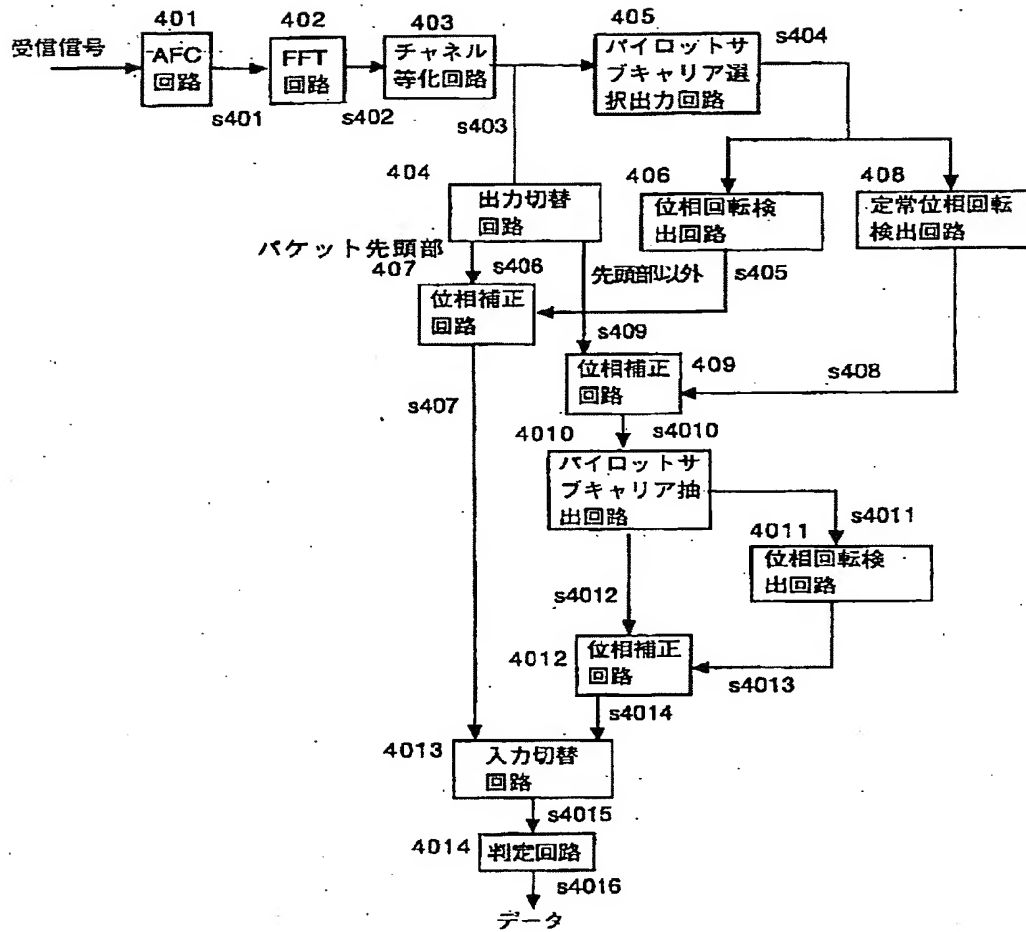 受信信号
401
AFC
回路
s401
402
FFT
回路
s402
403
チャネル
等化回路
s403
405
パイロットサ
ブキャリア選
択出力回路
s404
404
出力切替
回路
406
位相回転検
出回路
408
定常位相回転
検出回路
パケット先頭部
407
s406
先頭部以外
s405
位相補正
回路
s409
409
位相補正
回路
s408
s407
4010
s4010
パイロットサ
ブキャリア抽
出回路
s4011
4011
位相回転検
出回路
s4012
4012
位相補正
回路
s4013
s4014
4013
入力切替
回路
s4015
4014
判定回路
s4016
データ